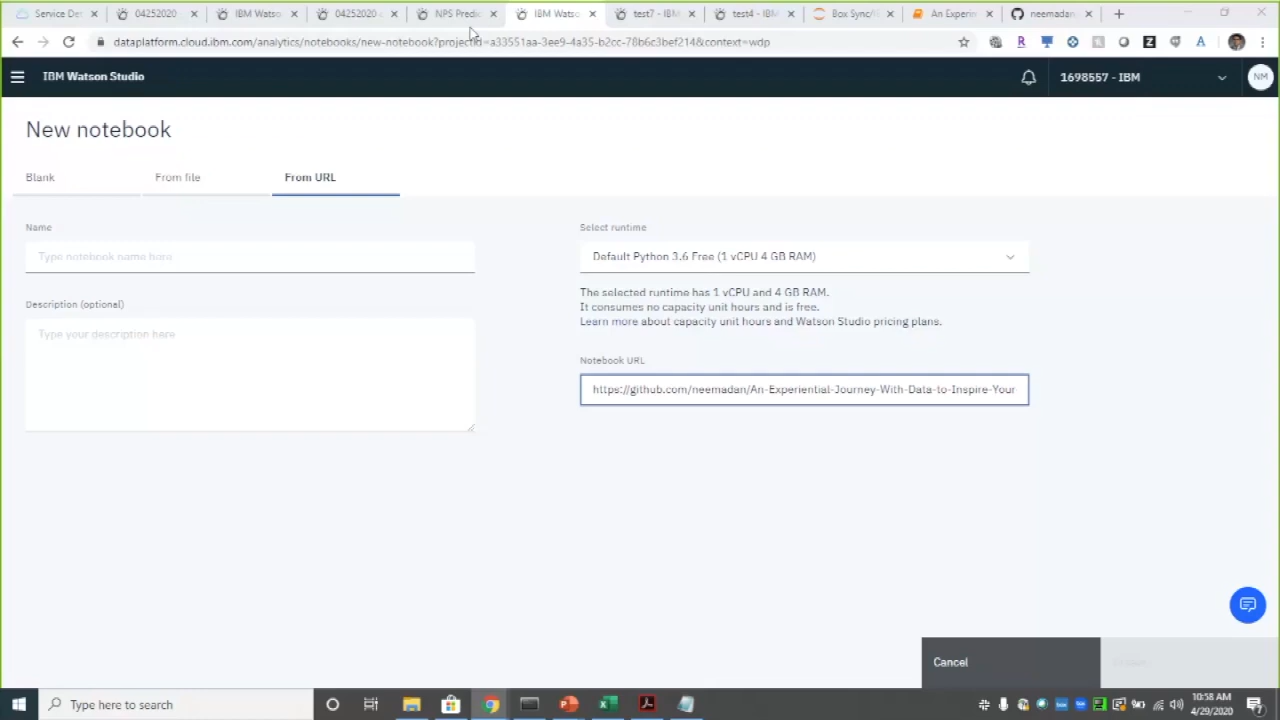 Service De
04252020
IBM Watso
04252020
NPS Predic
IBM Watso
test7 - IBM
test4 - IBM
Box Sync/
An Experi
neemadan
dataplatform.cloud.ibm.com/analytics/notebooks/new-notebook?projectid=a33551aa-3ee9-4a35-b2cc-78b6c3bef214&context=wdp
IBM Watson Studio
1698557 - IBM
NM
New notebook
Blank
From file
From URL
Name
Type notebook name here
Description (optional)
Type your description here
Select runtime
Default Python 3.6 Free (1 vCPU 4 GB RAM)
The selected runtime has 1 vCPU and 4 GB RAM.
It consumes no capacity unit hours and is free.
Learn more about capacity unit hours and Watson Studio pricing plans.
Notebook URL
https://github.com/neemadan/An-Experiential-Journey-With-Data-to-Inspire-Your
Cancel
Type here to search
10:58 AM
4/29/2020